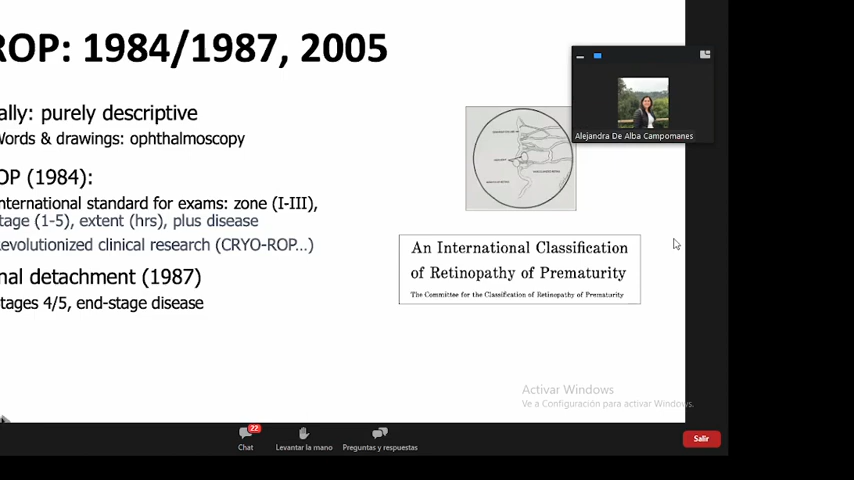 ROP: 1984/1987, 2005
ally: purely descriptive
Words & drawings: ophthalmoscopy
OP (1984):
nternational standard for exams: zone (I-III),
tage (1-5), extent (hrs), plus disease
evolutionized clinical research (CRYO-ROP...)
nal detachment (1987)
tages 4/5, end-stage disease
Alejandra De Alba Campomanes
An International Classification
of Retinopathy of Prematurity
The Committee for the Classification of Retinopathy of Prematurity
Activar Windows
Ve a Configuración para activar Windows.
22
Chat
Levantar la mano
Preguntas y respuestas
Salir